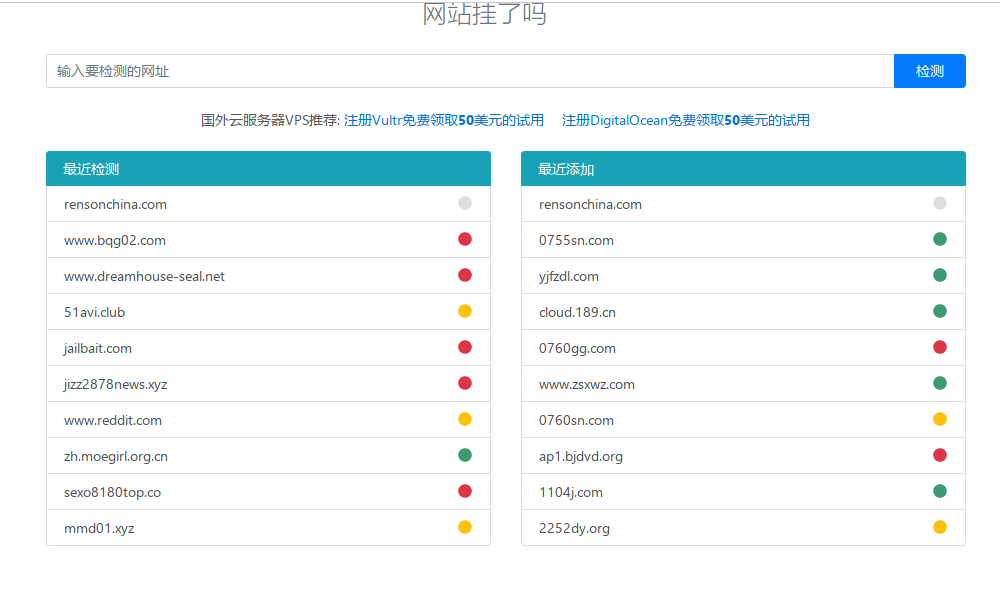 网站挂了吗
输入要检测的网址
检测
国外云服务器VPS推荐: 注册Vultr免费领取50美元的试用 注册DigitalOcean免费领取50美元的试用
最近检测
rensonchina.com
www.bqg02.com
www.dreamhouse-seal.net
51avi.club
jailbait.com
jizz2878news.xyz
www.reddit.com
zh.moegirl.org.cn
sexo8180top.co
mmd01.xyz
最近添加
rensonchina.com
0755sn.com
yjfzdl.com
cloud.189.cn
0760gg.com
www.zsxwz.com
0760sn.com
ap1.bjdvd.org
1104j.com
2252dy.org